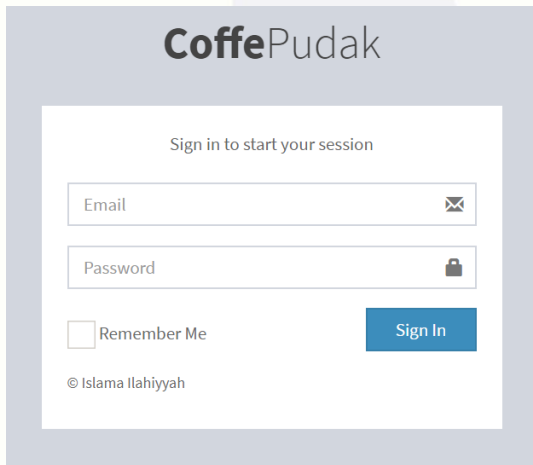 CoffePudak
Sign in to start your session
Email
Password
Remember Me
Sign In
© Islama Ilahiyyah